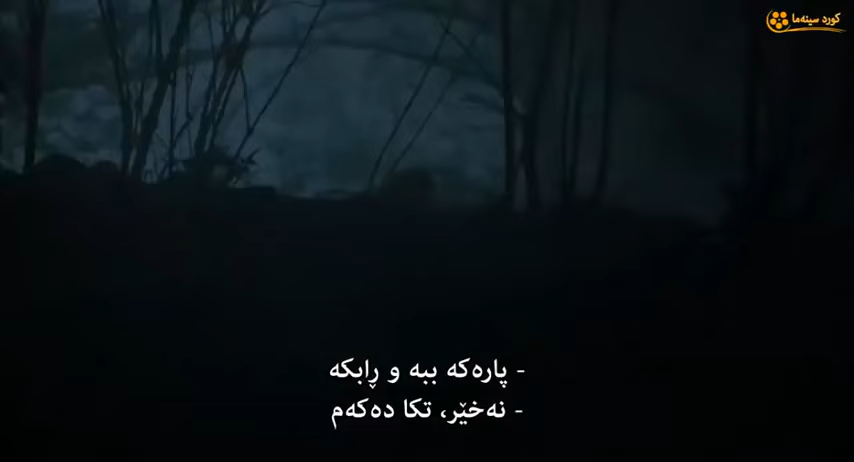 کورد سینەما
- پارەکە ببە و ڕابکە
- نەخێر، تکا دەکەم